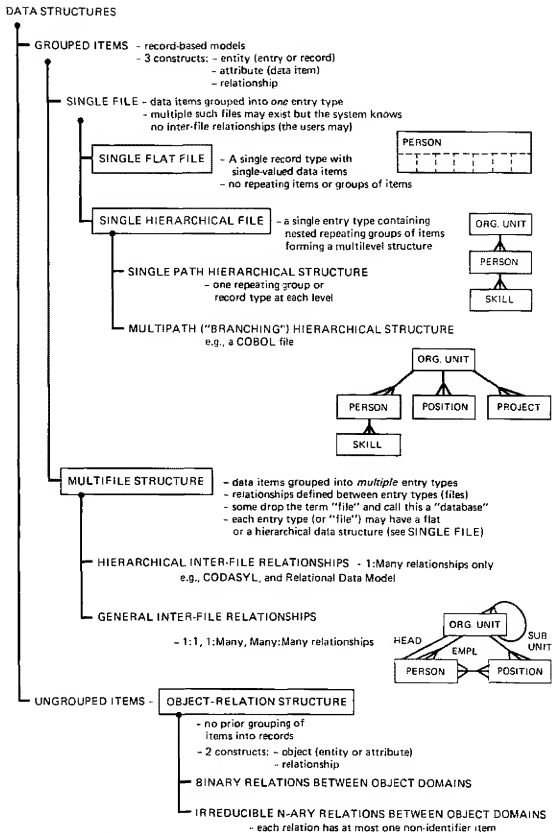 DATA STRUCTURES
GROUPED ITEMS - record-based models
- 3 constructs: - entity (entry or record)
- attribute (data item)
- relationship
SINGLE FILE - data items grouped into one entry type
- multiple such files may exist but the system knows
no inter-file relationships (the users may)
SINGLE FLAT FILE - A single record type with
single-valued data items
- no repeating items or groups of items
PERSON
SINGLE HIERARCHICAL FILE - a single entry type containing
nested repeating groups of items
forming a multilevel structure
ORG. UNIT
PERSON
SKILL
SINGLE PATH HIERARCHICAL STRUCTURE
- one repeating group or
record type at each level
MULTIPATH ("BRANCHING") HIERARCHICAL STRUCTURE
e.g., a COBOL file
ORG. UNIT
PERSON POSITION PROJECT
SKILL
MULTIFILE STRUCTURE - data items grouped into multiple entry types
- relationships defined between entry types (files)
- some drop the term "file" and call this a "database"
- each entry type (or "file") may have a flat
or a hierarchical data structure (see SINGLE FILE)
HIERARCHICAL INTER-FILE RELATIONSHIPS - 1:Many relationships only
e.g., CODASYL, and Relational Data Model
GENERAL INTER-FILE RELATIONSHIPS
- 1:1, 1:Many, Many:Many relationships
ORG. UNIT
HEAD EMPL SUB
UNIT
PERSON POSITION
UNGROUPED ITEMS - OBJECT-RELATION STRUCTURE
- no prior grouping of
items into records
- 2 constructs: - object (entity or attribute)
- relationship
BINARY RELATIONS BETWEEN OBJECT DOMAINS
IRREDUCIBLE N-ARY RELATIONS BETWEEN OBJECT DOMAINS
- each relation has at most one non-identifier item